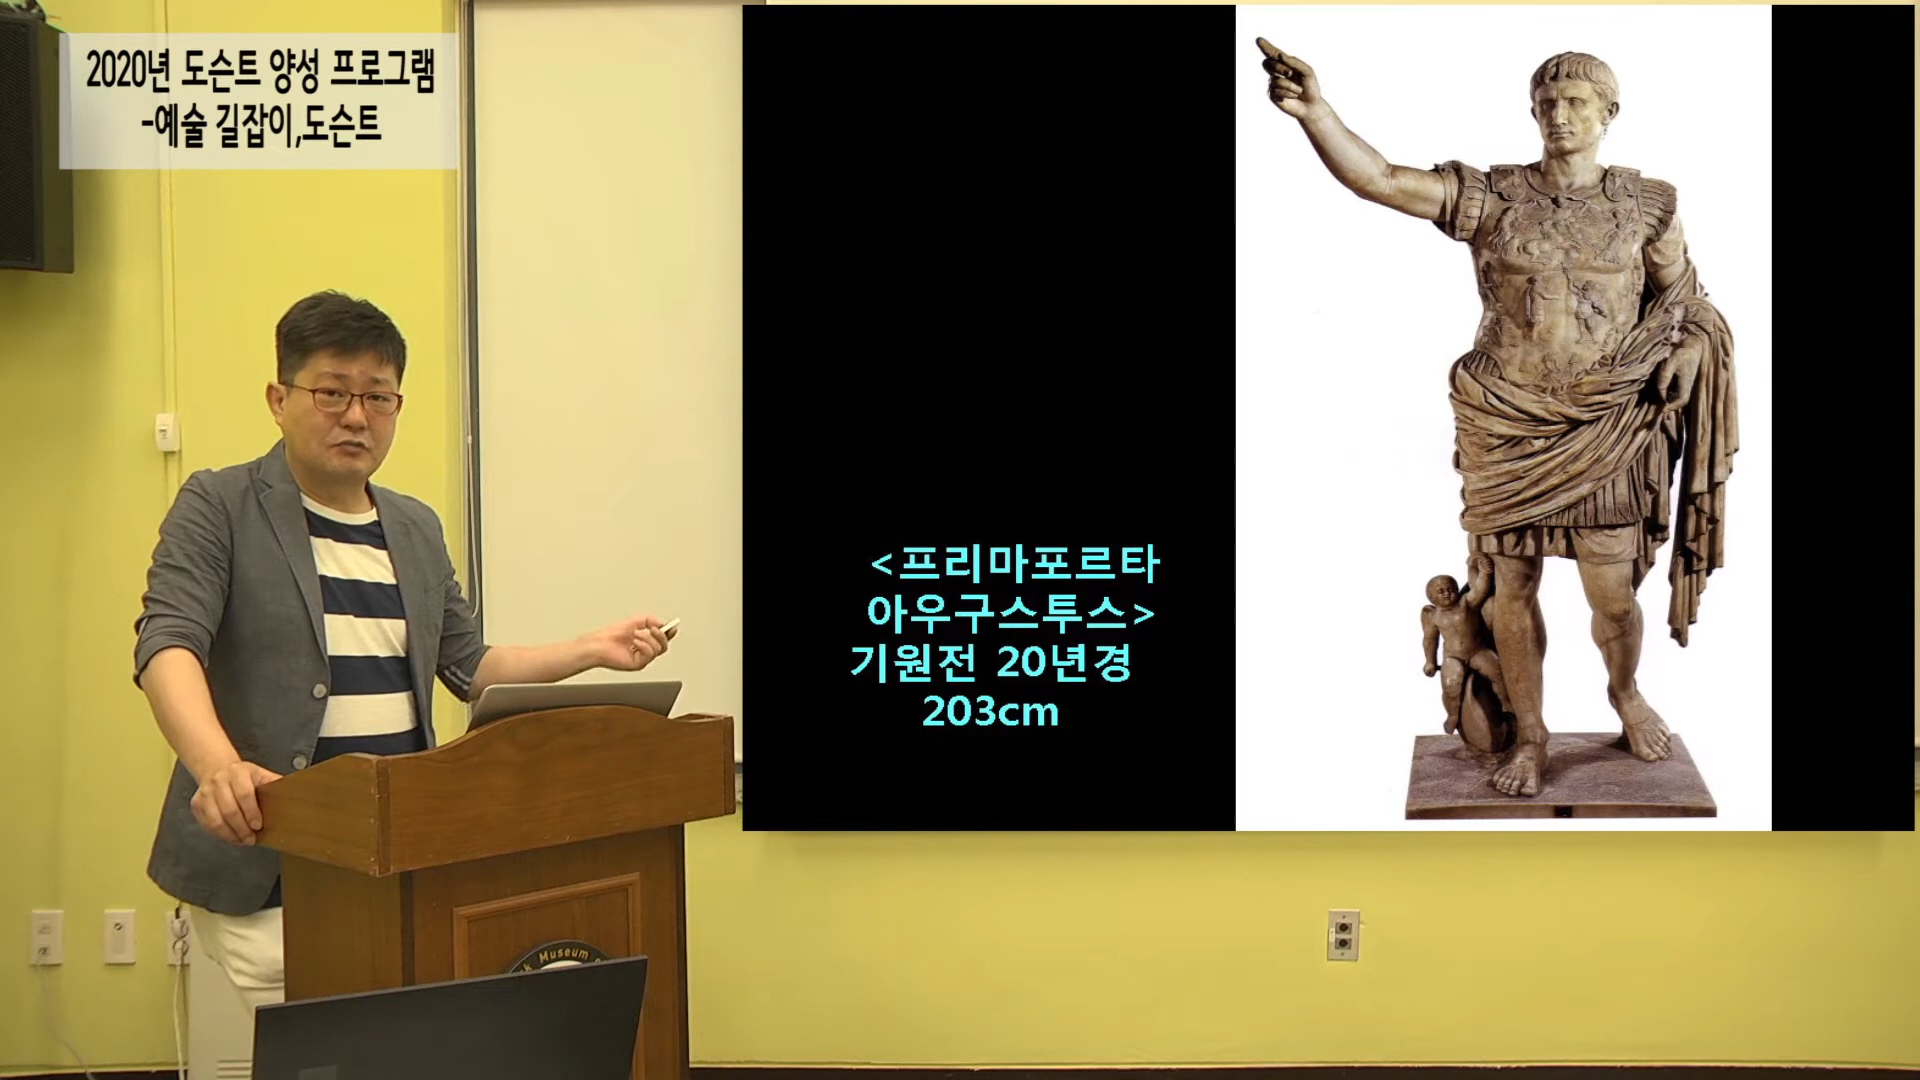 2020년 도슨트 양성 프로그램
-예술 길잡이,도슨트
<프리마포르타
아우구스투스>
기원전 20년경
203cm
Museum